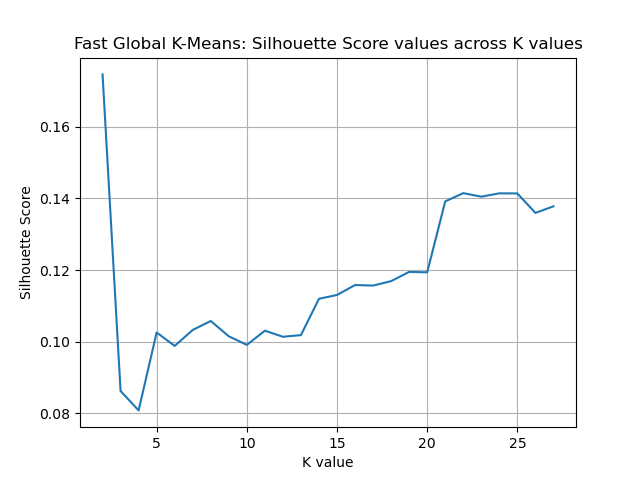 Fast Global K-Means: Silhouette Score values across K values
0.16
0.14
0.12
0.10
0.08
Silhouette Score
5 10 15 20 25
K value